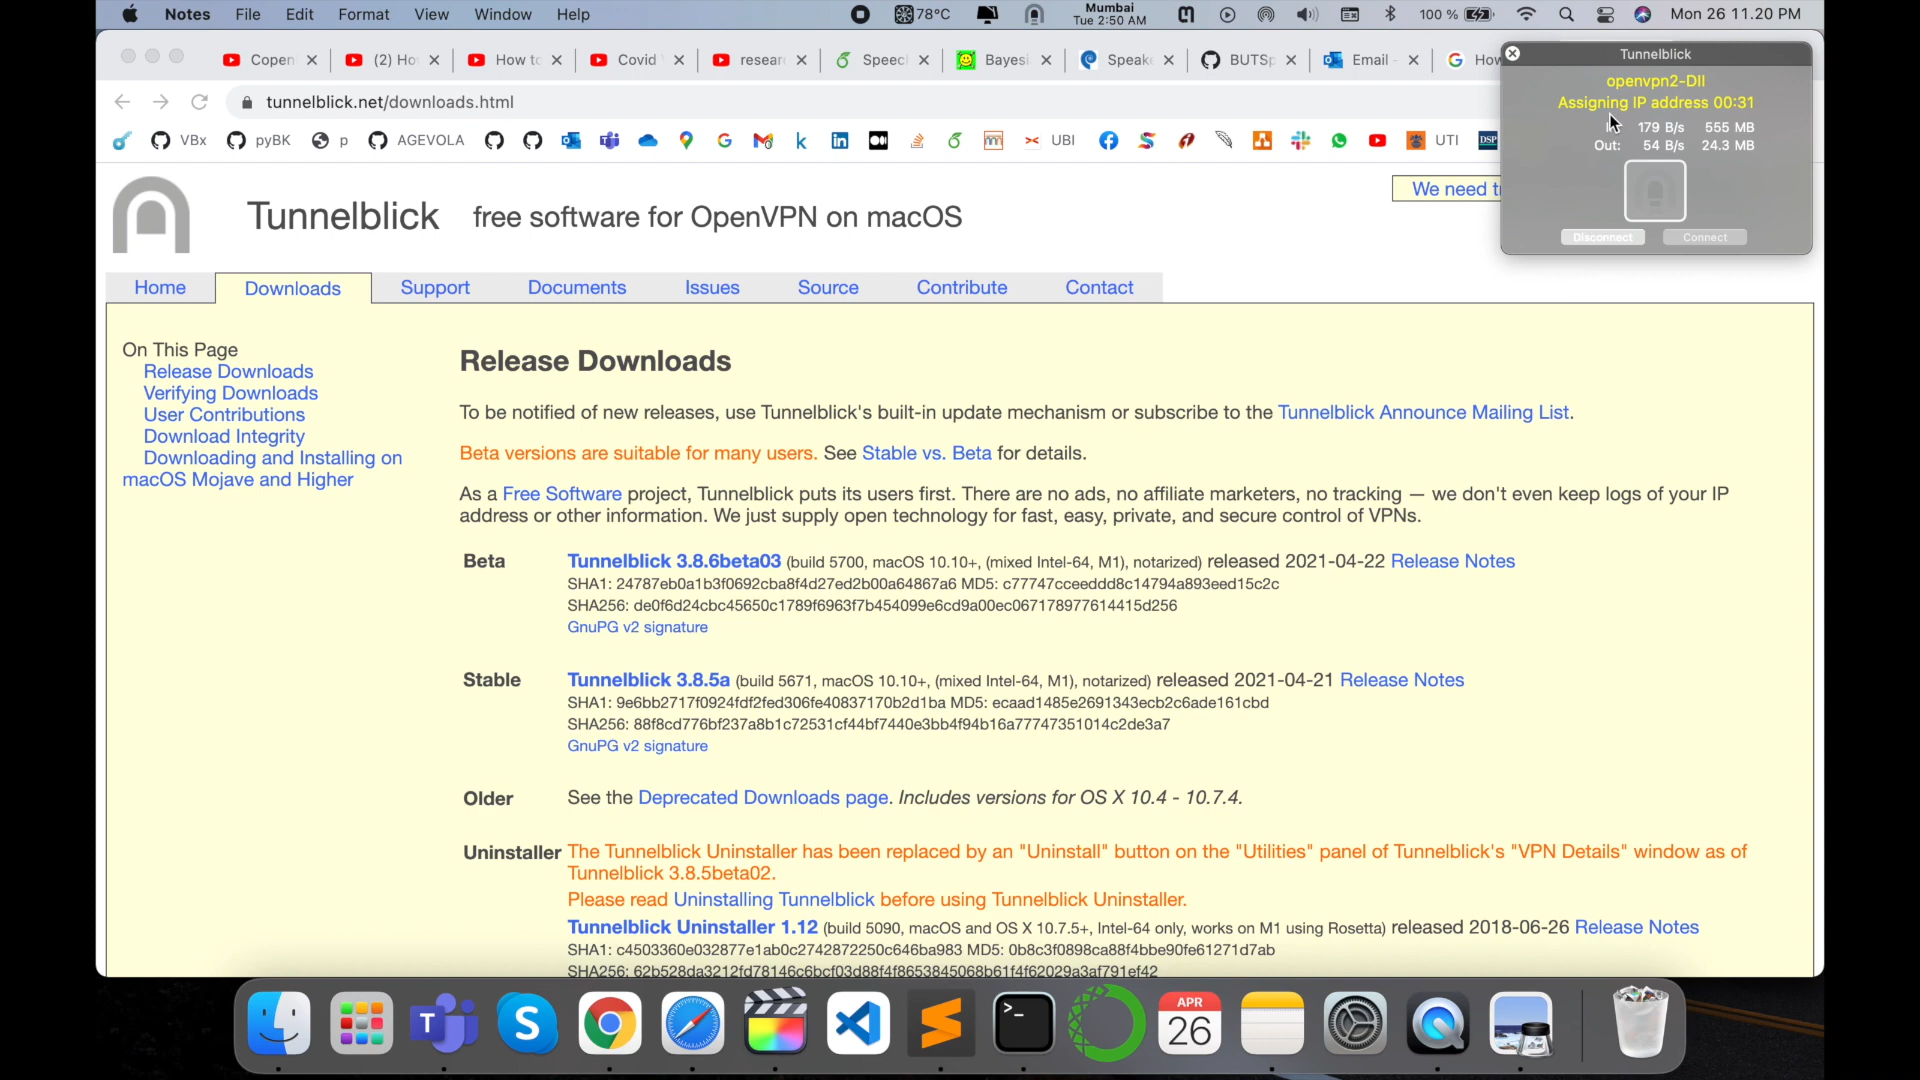 Notes File Edit Format View Window Help
78°C
Mumbai
Tue 2:50 AM
100 %
Mon 26 11.20 PM
Copen
(2) Ho
How to
Covid
resear
Speec
Bayesi
Speake
BUTSp
Email -
How
tunnelblick.net/downloads.html
VBx
pyBK
p
AGEVOLA
UBI
UTI
DSP
Tunnelblick
openvpn2-Dll
Assigning IP address 00:31
179 B/s 555 MB
Out: 54 B/s 24.3 MB
Disconnect Connect
Tunnelblick free software for OpenVPN on macOS
We need t
Home Downloads Support Documents Issues Source Contribute Contact
On This Page
Release Downloads
Verifying Downloads
User Contributions
Download Integrity
Downloading and Installing on
macOS Mojave and Higher
Release Downloads
To be notified of new releases, use Tunnelblick's built-in update mechanism or subscribe to the Tunnelblick Announce Mailing List.
Beta versions are suitable for many users. See Stable vs. Beta for details.
As a Free Software project, Tunnelblick puts its users first. There are no ads, no affiliate marketers, no tracking — we don't even keep logs of your IP
address or other information. We just supply open technology for fast, easy, private, and secure control of VPNs.
Beta Tunnelblick 3.8.6beta03 (build 5700, macOS 10.10+, (mixed Intel-64, M1), notarized) released 2021-04-22 Release Notes
SHA1: 24787eb0a1b3f0692cba8f4d27ed2b00a64867a6 MD5: c77747cceeddd8c14794a893eed15c2c
SHA256: de0f6d24cbc45650c1789f6963f7b454099e6cd9a00ec067178977614415d256
GnuPG v2 signature
Stable Tunnelblick 3.8.5a (build 5671, macOS 10.10+, (mixed Intel-64, M1), notarized) released 2021-04-21 Release Notes
SHA1: 9e6bb2717f0924fdf2fed306fe40837170b2d1ba MD5: ecaad1485e2691343ecb2c6ade161cbd
SHA256: 88f8cd776bf237a8b1c72531cf44bf7440e3bb4f94b16a77747351014c2de3a7
GnuPG v2 signature
Older See the Deprecated Downloads page. Includes versions for OS X 10.4 - 10.7.4.
Uninstaller The Tunnelblick Uninstaller has been replaced by an "Uninstall" button on the "Utilities" panel of Tunnelblick's "VPN Details" window as of
Tunnelblick 3.8.5beta02.
Please read Uninstalling Tunnelblick before using Tunnelblick Uninstaller.
Tunnelblick Uninstaller 1.12 (build 5090, macOS and OS X 10.7.5+, Intel-64 only, works on M1 using Rosetta) released 2018-06-26 Release Notes
SHA1: c4503360e032877e1ab0c2742872250c646ba983 MD5: 0b8c3f0898ca88f4bbe90fe61271d7ab
SHA256: 62b528da3212fd78146c6bcf03d88f4f8653845068b61f4f62029a3af791ef42
APR
26